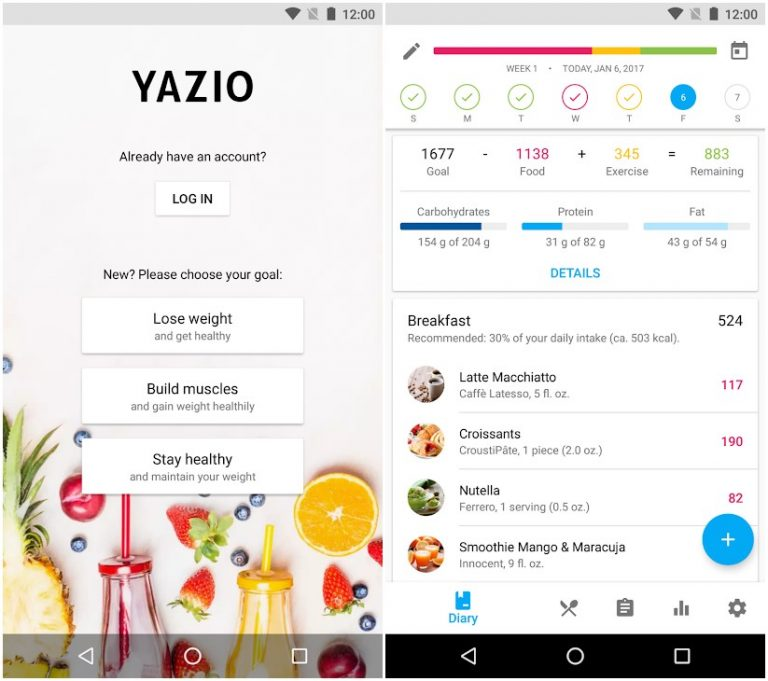 12:00
YAZIO
Already have an account?
LOG IN
New? Please choose your goal:
Lose weight
and get healthy
Build muscles
and gain weight healthily
Stay healthy
and maintain your weight
12:00
WEEK 1 • TODAY, JAN 6, 2017
6 7
S M T W T F S
1677 - 1138 + 345 = 883
Goal Food Exercise Remaining
Carbohydrates Protein Fat
154 g of 204 g 31 g of 82 g 43 g of 54 g
DETAILS
Breakfast 524
Recommended: 30% of your daily intake (ca. 503 kcal).
Latte Macchiatto
117
Caffè Latesso, 5 fl. oz.
Croissants
190
CroustiPâte, 1 piece (2.0 oz.)
Nutella
82
Ferrero, 1 serving (0.5 oz.)
Smoothie Mango & Maracuja
Innocent, 9 fl. oz.
Diary